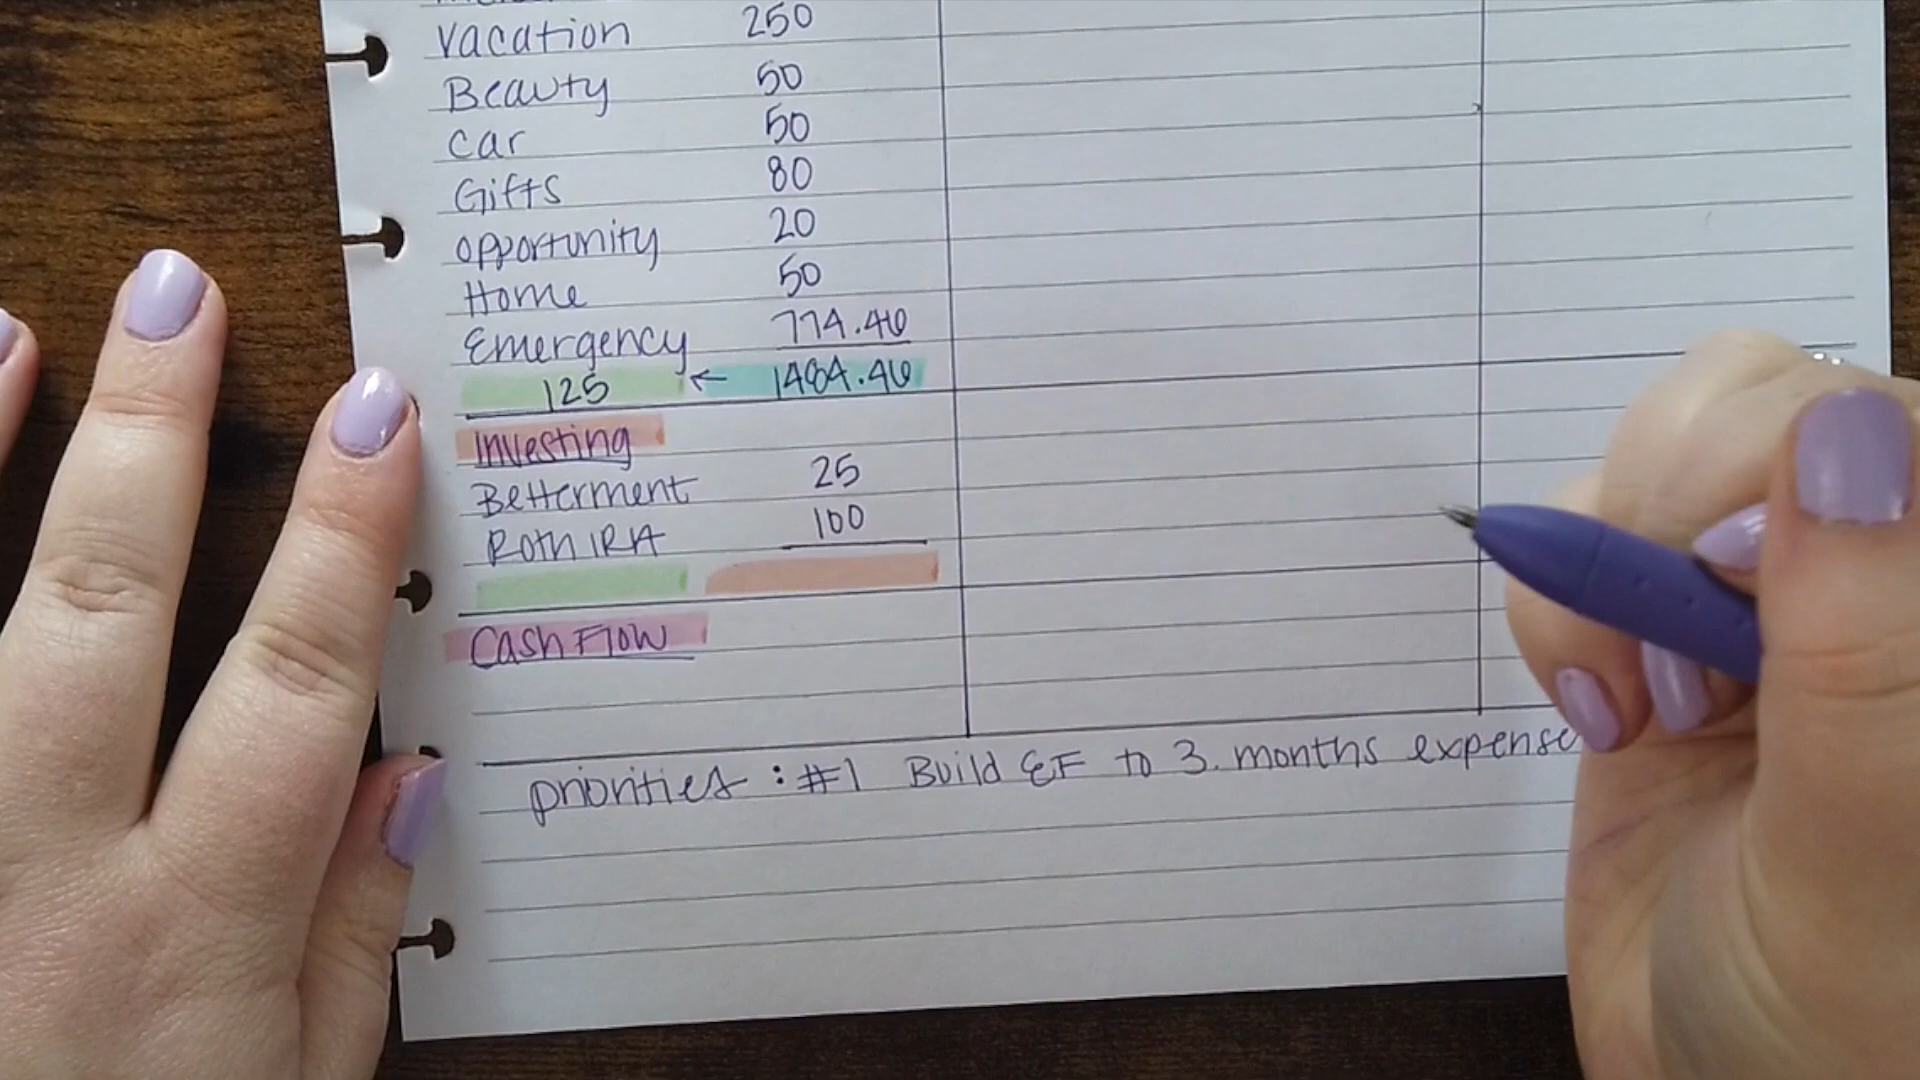 Vacation 250
Beauty 50
Car 50
Gifts 80
Opportunity 20
Home 50
Emergency 774.46
125 ← 1484.46
Investing
Betterment 25
Roth IRA 100
Cash Flow
priorities : #1 Build EF to 3 months expense